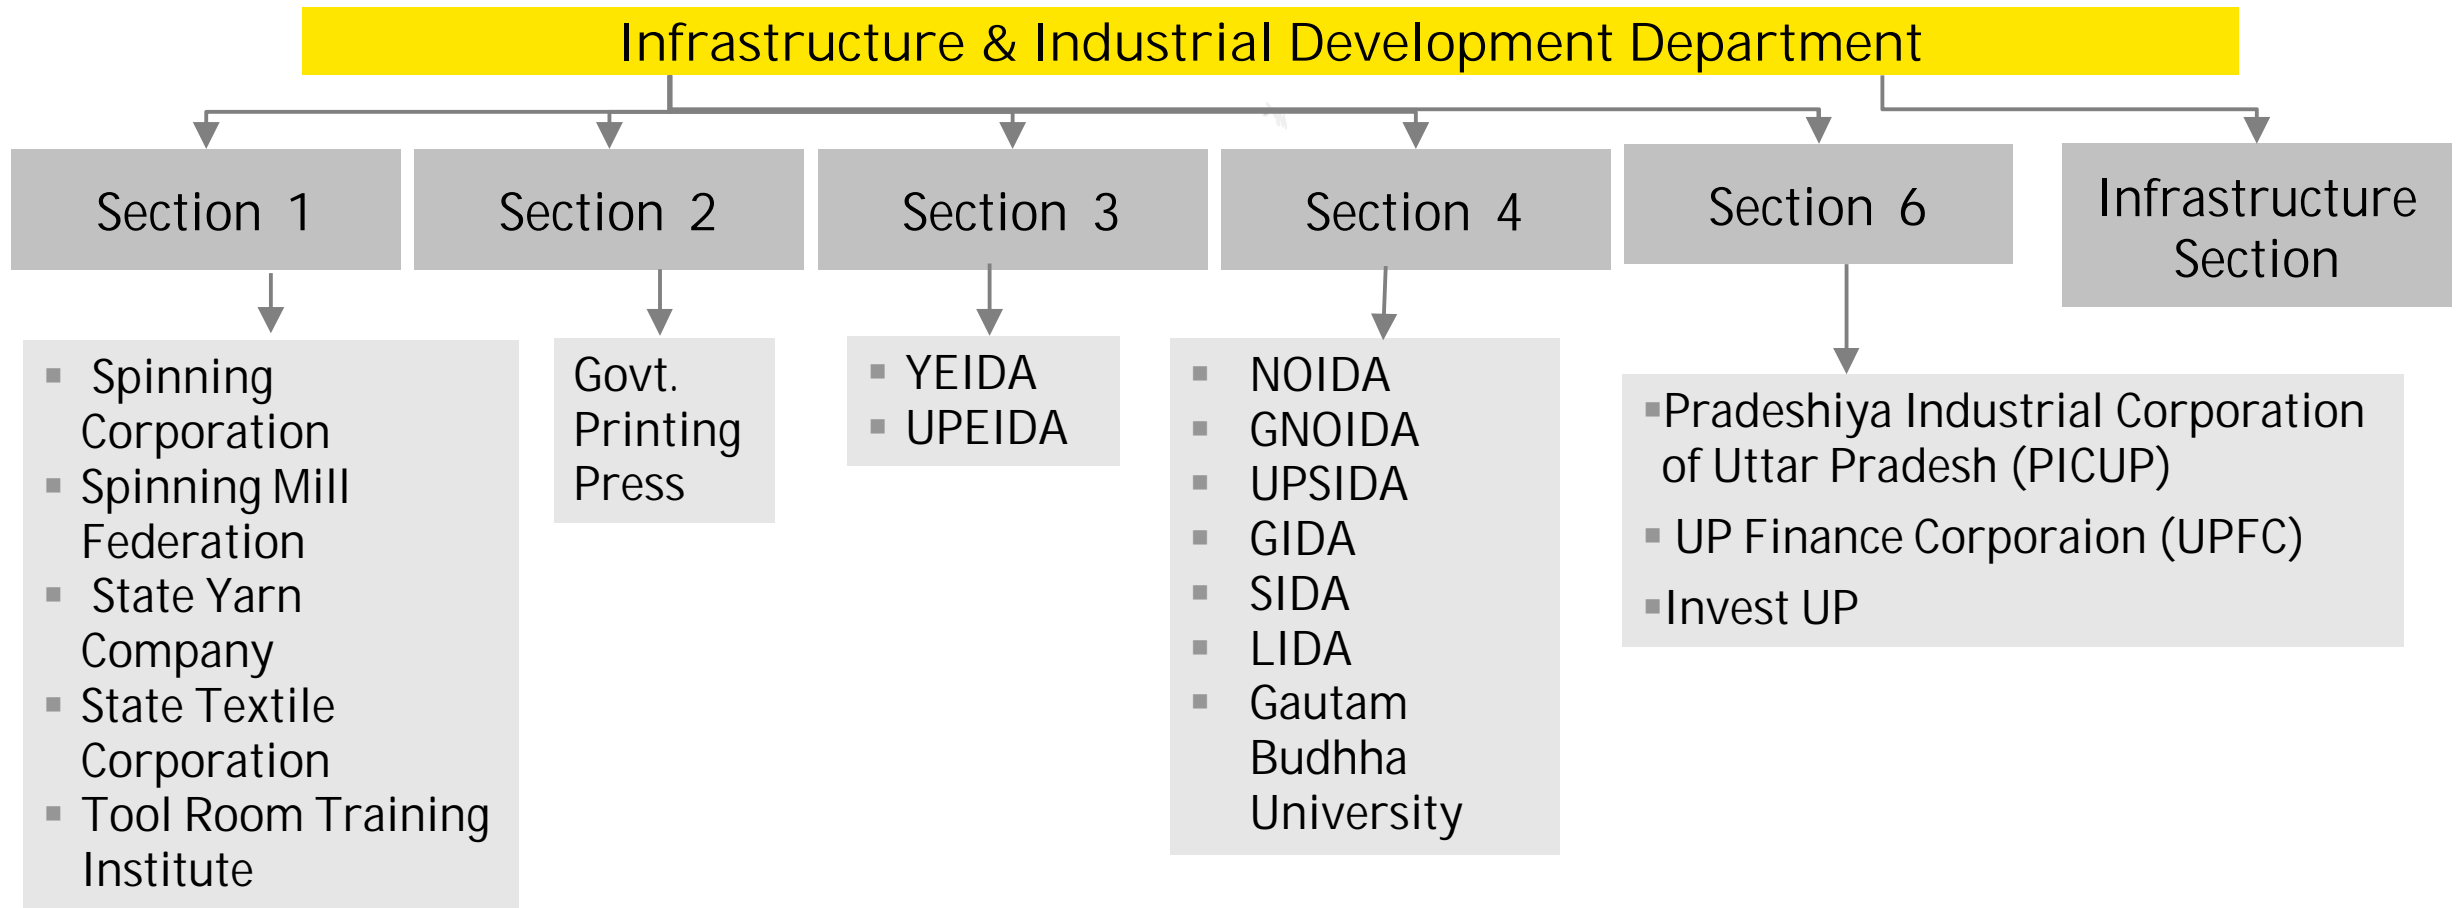 Infrastructure & Industrial Development Department
Section 1
Section 2
Section 3
Section 4
Section 6
Infrastructure
Section
Spinning
Corporation
Spinning Mill
Federation
State Yarn
Company
State Textile
Corporation
Tool Room Training
Institute
Govt.
Printing
Press
YEIDA
UPEIDA
NOIDA
GNOIDA
UPSIDA
GIDA
SIDA
LIDA
Gautam
Budhha
University
Pradeshiya Industrial Corporation
of Uttar Pradesh (PICUP)
UP Finance Corporaion (UPFC)
Invest UP